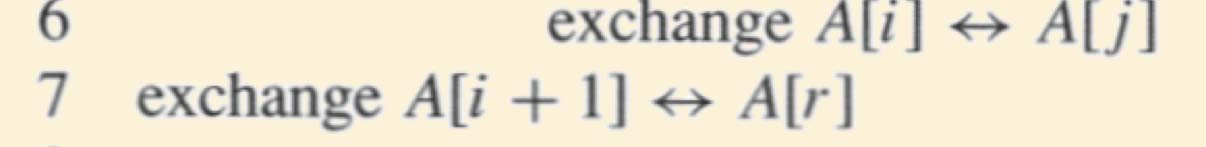 6 exchange A[i] ↔ A[j]
7 exchange A[i + 1] ↔ A[r]